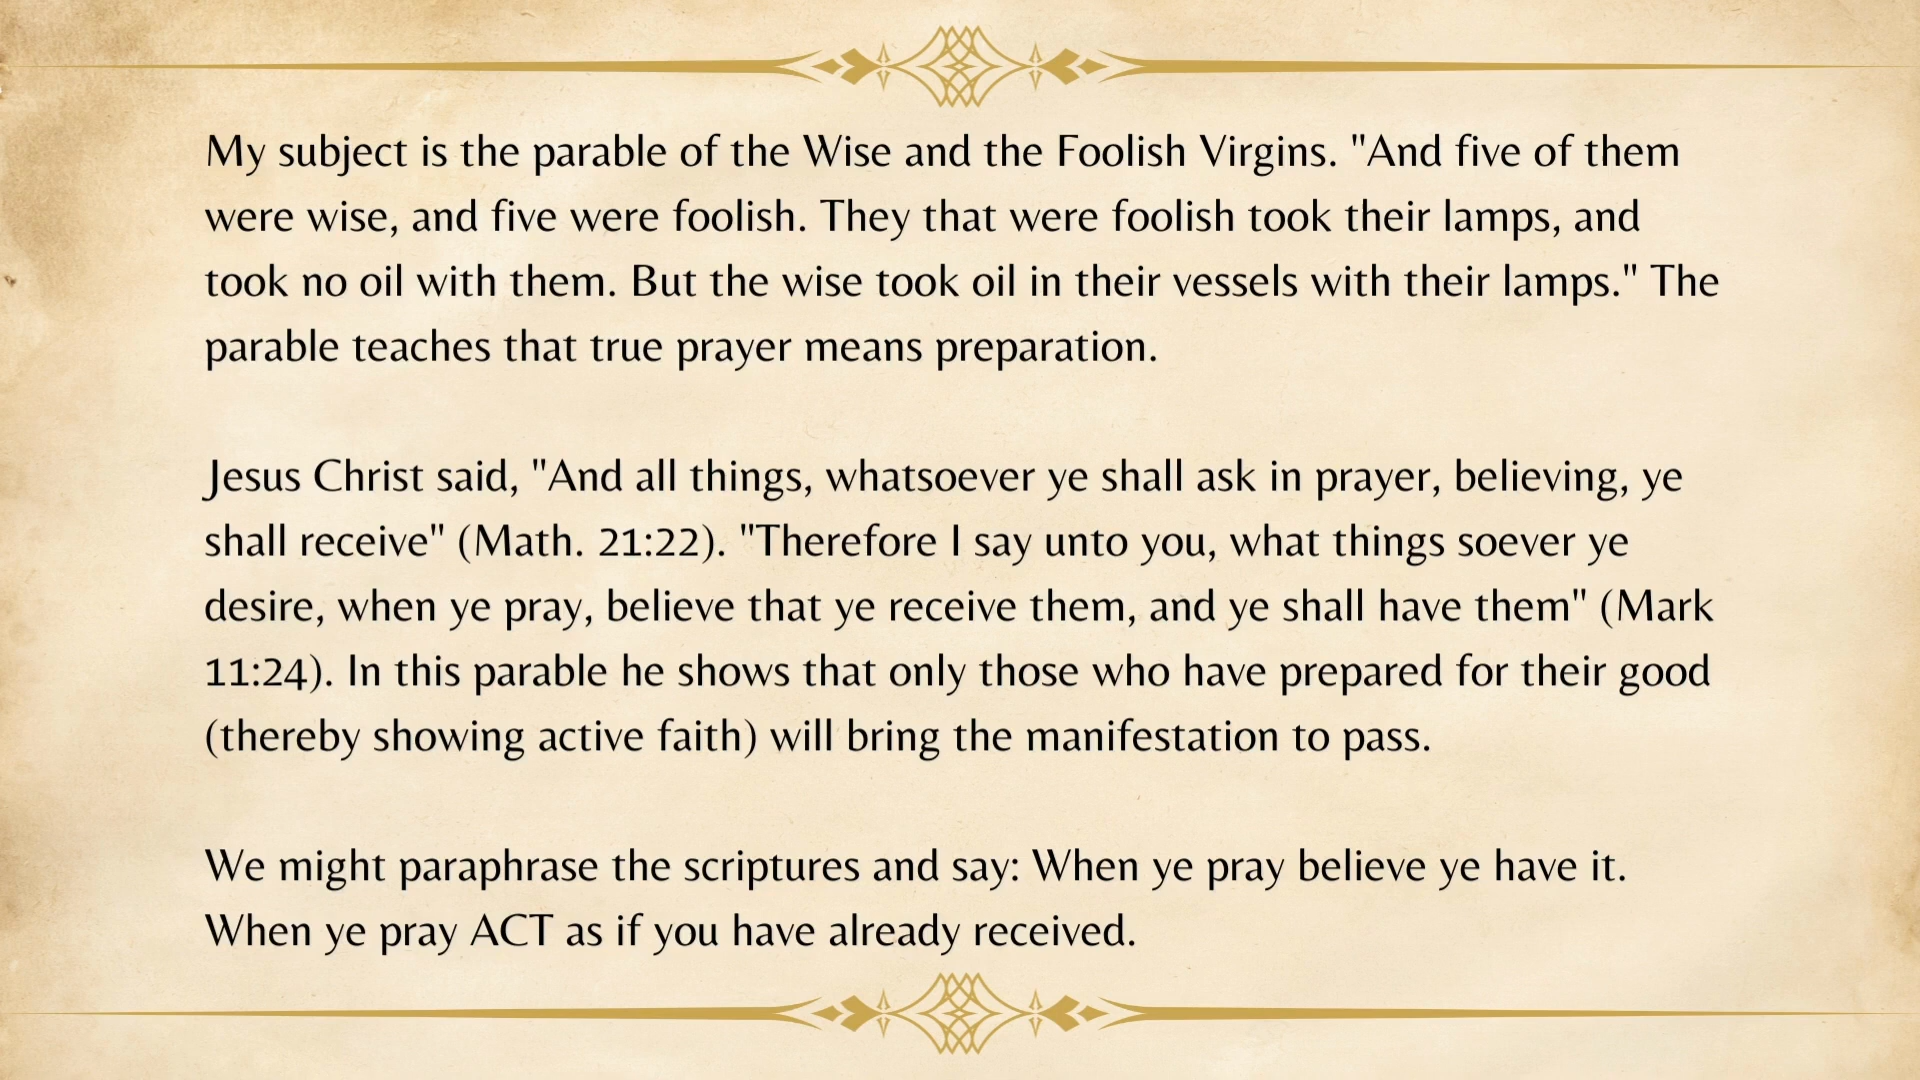 My subject is the parable of the Wise and the Foolish Virgins. "And five of them
were wise, and five were foolish. They that were foolish took their lamps, and
took no oil with them. But the wise took oil in their vessels with their lamps." The
parable teaches that true prayer means preparation.
Jesus Christ said, "And all things, whatsoever ye shall ask in prayer, believing, ye
shall receive" (Math. 21:22). "Therefore I say unto you, what things soever ye
desire, when ye pray, believe that ye receive them, and ye shall have them" (Mark
11:24). In this parable he shows that only those who have prepared for their good
(thereby showing active faith) will bring the manifestation to pass.
We might paraphrase the scriptures and say: When ye pray believe ye have it.
When ye pray ACT as if you have already received.